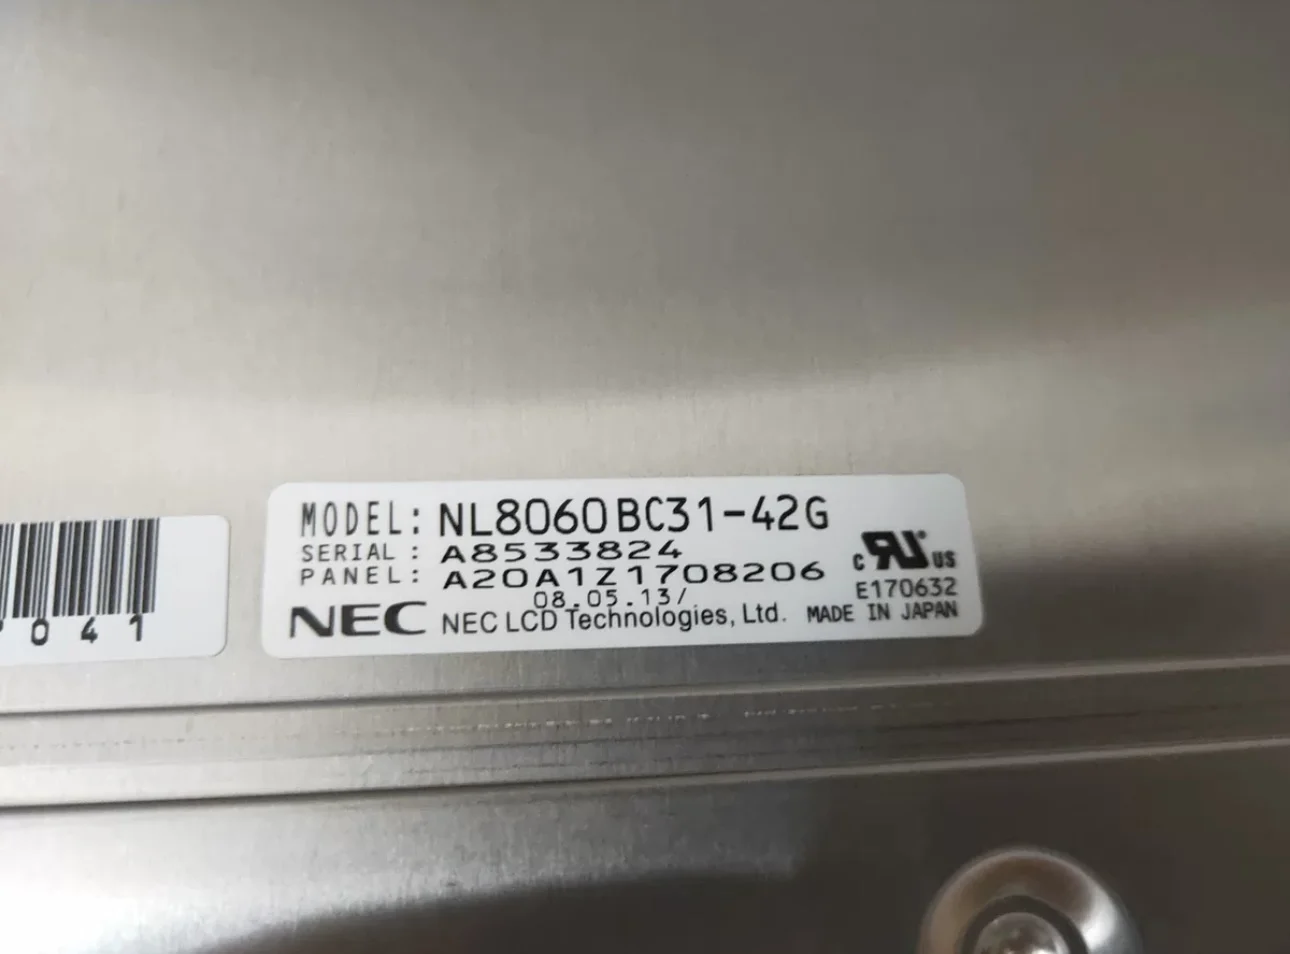 MODEL: NL8060BC31-42G
SERIAL : A8533824
PANEL: A20A1Z1708206
08.05.13/
NEC NEC LCD Technologies, Ltd. MADE IN JAPAN
c RU US
E170632
041